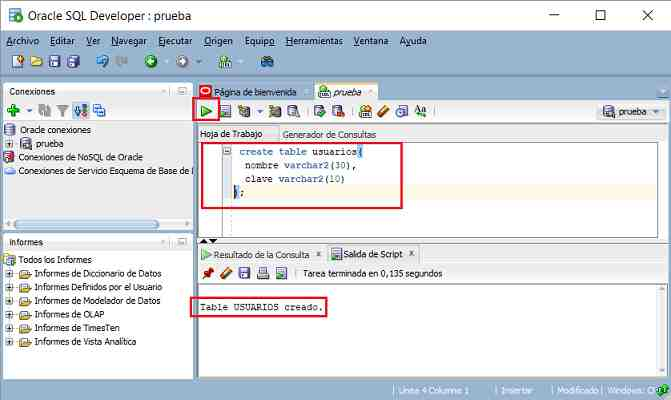 Oracle SQL Developer : prueba
Archivo Editar Ver Navegar Ejecutar Origen Equipo Herramientas Ventana Ayuda
Conexiones
Oracle conexiones
prueba
Conexiones de NoSQL de Oracle
Conexiones de Servicio Esquema de Base de
Informes
Todos los Informes
Informes de Diccionario de Datos
Informes Definidos por el Usuario
Informes de Modelador de Datos
Informes de OLAP
Informes de TimesTen
Informes de Vista Analítica
Página de bienvenida prueba
prueba
Hoja de Trabajo Generador de Consultas
create table usuarios(
nombre varchar2(30),
clave varchar2(10)
);
Resultado de la Consulta x Salida de Script x
Tarea terminada en 0,135 segundos
Table USUARIOS creado.
Línea 4 Columna 1 Insertar Modificado Windows: